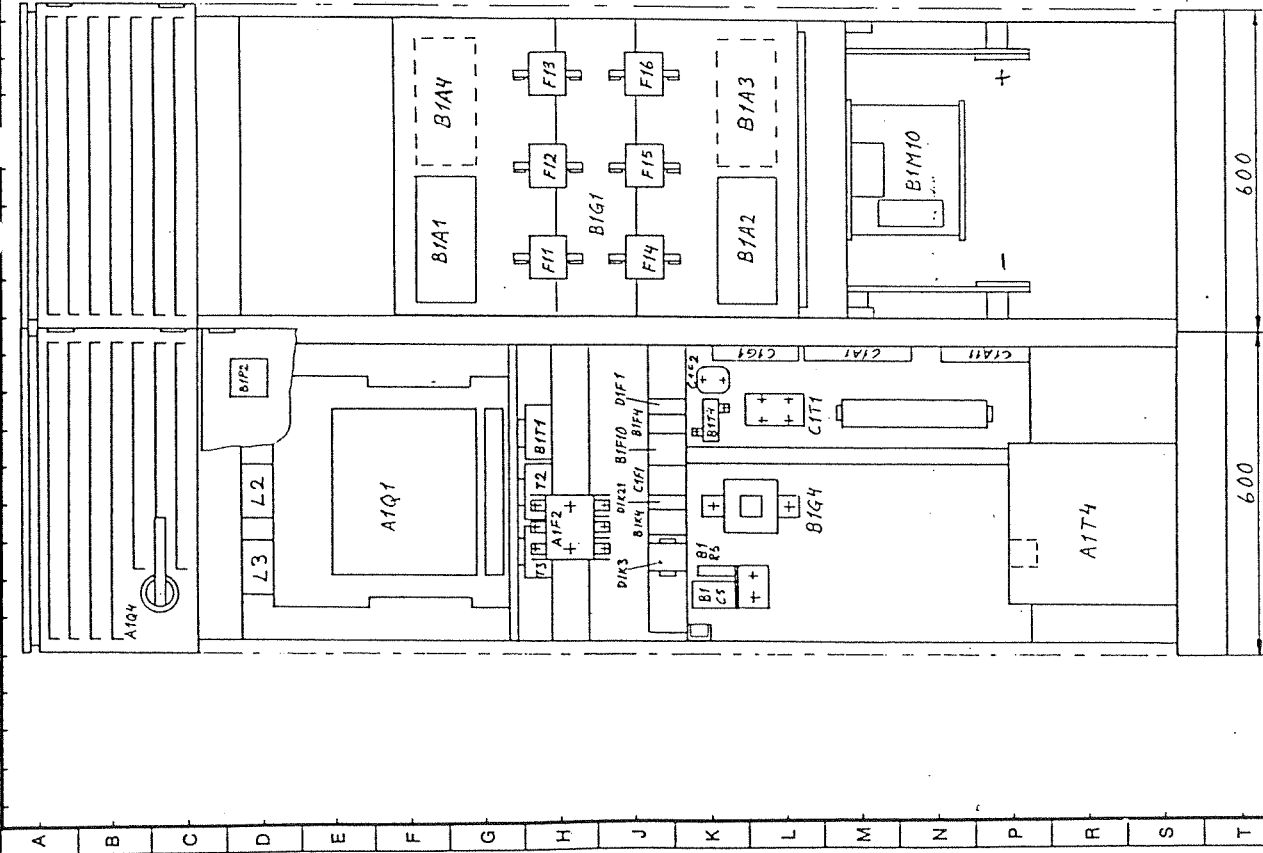 B1A4
B1A1
F13
F12
F11
B1G1
F16
F15
F14
B1A3
B1A2
+
B1M10
−
600
B1P2
L2
L3
A1Q4
A1Q1
B1T1
T2
T3
A1F2
D1F1
B1F4
B1F10
C1F1
D1K21
B1K4
D1K3
C1G1
C1A1
C1A11
B1T4
C1T1
B1G4
B1
R5
B1
C5
A1T4
600
A
B
C
D
E
F
G
H
J
K
L
M
N
P
R
S
T